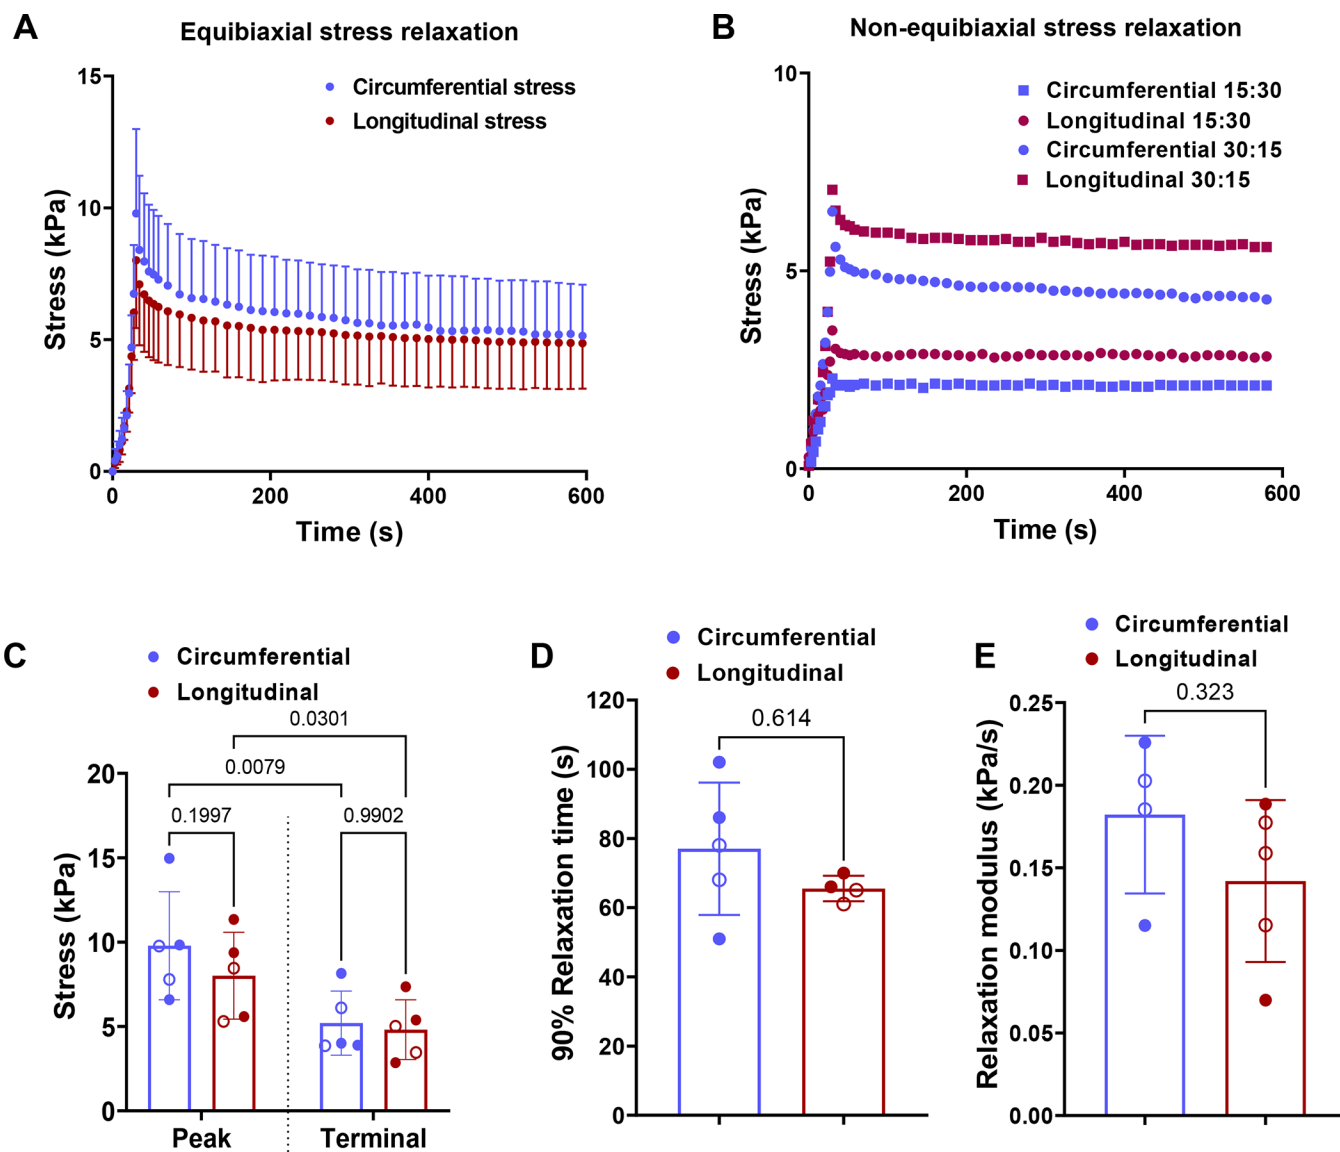 A
Equibiaxial stress relaxation
15
10
5
0
Stress (kPa)
Circumferential stress
Longitudinal stress
0
200
400
600
Time (s)
B
Non-equibiaxial stress relaxation
10
5
0
Stress (kPa)
Circumferential 15:30
Longitudinal 15:30
Circumferential 30:15
Longitudinal 30:15
0
200
400
600
Time (s)
C
Circumferential
Longitudinal
0.0301
0.0079
0.1997
0.9902
20
15
10
5
0
Stress (kPa)
Peak
Terminal
D
Circumferential
Longitudinal
0.614
120
100
80
60
40
20
0
90% Relaxation time (s)
E
Circumferential
Longitudinal
0.323
0.25
0.20
0.15
0.10
0.05
0.00
Relaxation modulus (kPa/s)